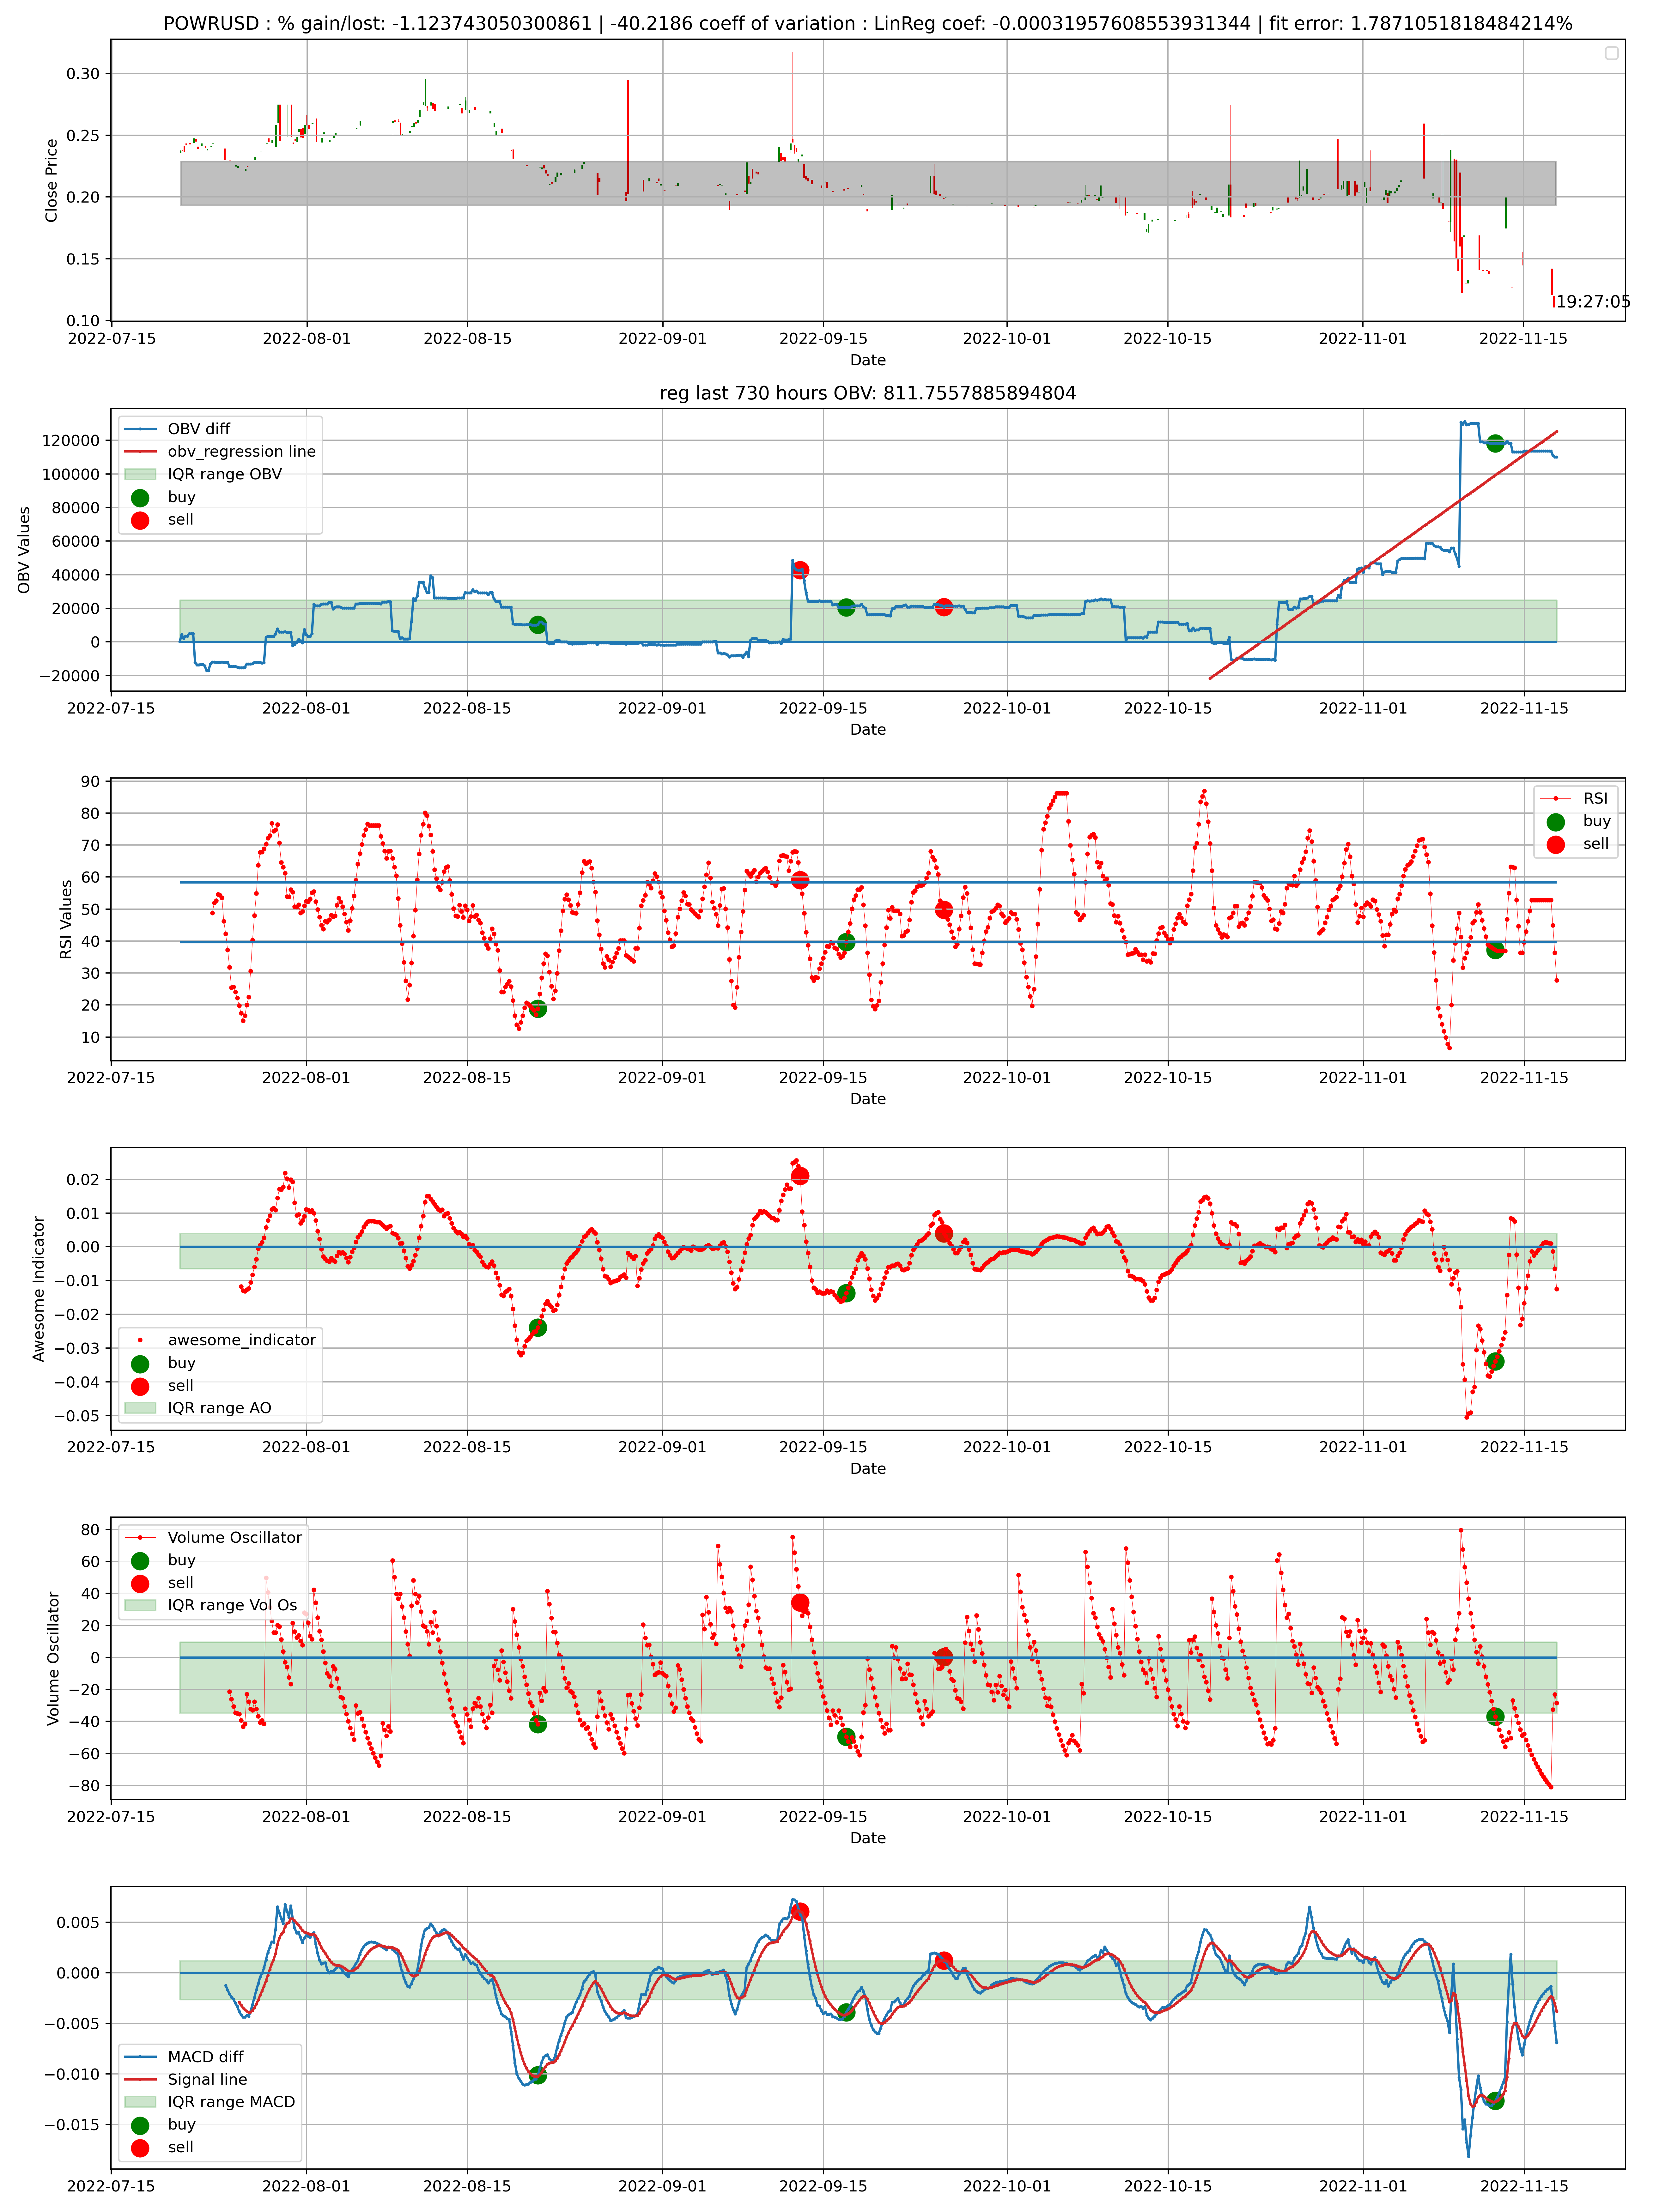 POWRUSD : % gain/lost: -1.123743050300861 | -40.2186 coeff of variation : LinReg coef: -0.00031957608553931344 | fit error: 1.7871051818484214%
0.30
0.25
0.20
0.15
0.10
Close Price
19:27:05
2022-07-15 2022-08-01 2022-08-15 2022-09-01 2022-09-15 2022-10-01 2022-10-15 2022-11-01 2022-11-15
Date
reg last 730 hours OBV: 811.7557885894804
120000
100000
80000
60000
40000
20000
0
−20000
OBV Values
OBV diff
obv_regression line
IQR range OBV
buy
sell
2022-07-15 2022-08-01 2022-08-15 2022-09-01 2022-09-15 2022-10-01 2022-10-15 2022-11-01 2022-11-15
Date
90
80
70
60
50
40
30
20
10
RSI Values
RSI
buy
sell
2022-07-15 2022-08-01 2022-08-15 2022-09-01 2022-09-15 2022-10-01 2022-10-15 2022-11-01 2022-11-15
Date
0.02
0.01
0.00
−0.01
−0.02
−0.03
−0.04
−0.05
Awesome Indicator
awesome_indicator
buy
sell
IQR range AO
2022-07-15 2022-08-01 2022-08-15 2022-09-01 2022-09-15 2022-10-01 2022-10-15 2022-11-01 2022-11-15
Date
80
60
40
20
0
−20
−40
−60
−80
Volume Oscillator
Volume Oscillator
buy
sell
IQR range Vol Os
2022-07-15 2022-08-01 2022-08-15 2022-09-01 2022-09-15 2022-10-01 2022-10-15 2022-11-01 2022-11-15
Date
0.005
0.000
−0.005
−0.010
−0.015
MACD diff
Signal line
IQR range MACD
buy
sell
2022-07-15 2022-08-01 2022-08-15 2022-09-01 2022-09-15 2022-10-01 2022-10-15 2022-11-01 2022-11-15